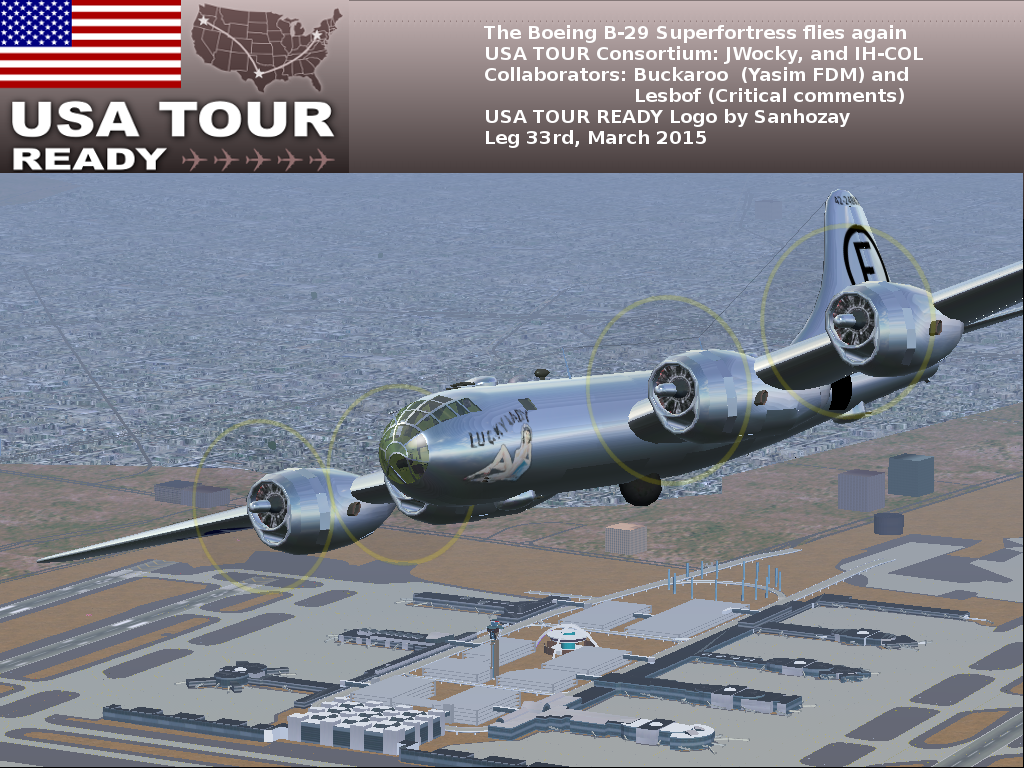 The Boeing B-29 Superfortress flies again
USA TOUR Consortium: JWocky, and IH-COL
Collaborators: Buckaroo (Yasim FDM) and
Lesbof (Critical comments)
USA TOUR READY Logo by Sanhozay
Leg 33rd, March 2015
USA TOUR
READY
E
LUCKY LADY